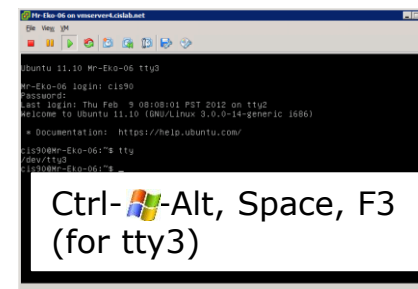 Mr-Eko-06 on vmserver4.cislab.net
File View VM
Ubuntu 11.10 Mr-Eko-06 tty3
Mr-Eko-06 login: cis90
Password:
Last login: Thu Feb 9 08:08:01 PST 2012 on tty2
Welcome to Ubuntu 11.10 (GNU/Linux 3.0.0-14-generic i686)
* Documentation: https://help.ubuntu.com/
cis90@Mr-Eko-06:~$ tty
/dev/tty3
cis90@Mr-Eko-06:~$ _
Ctrl- -Alt, Space, F3
(for tty3)